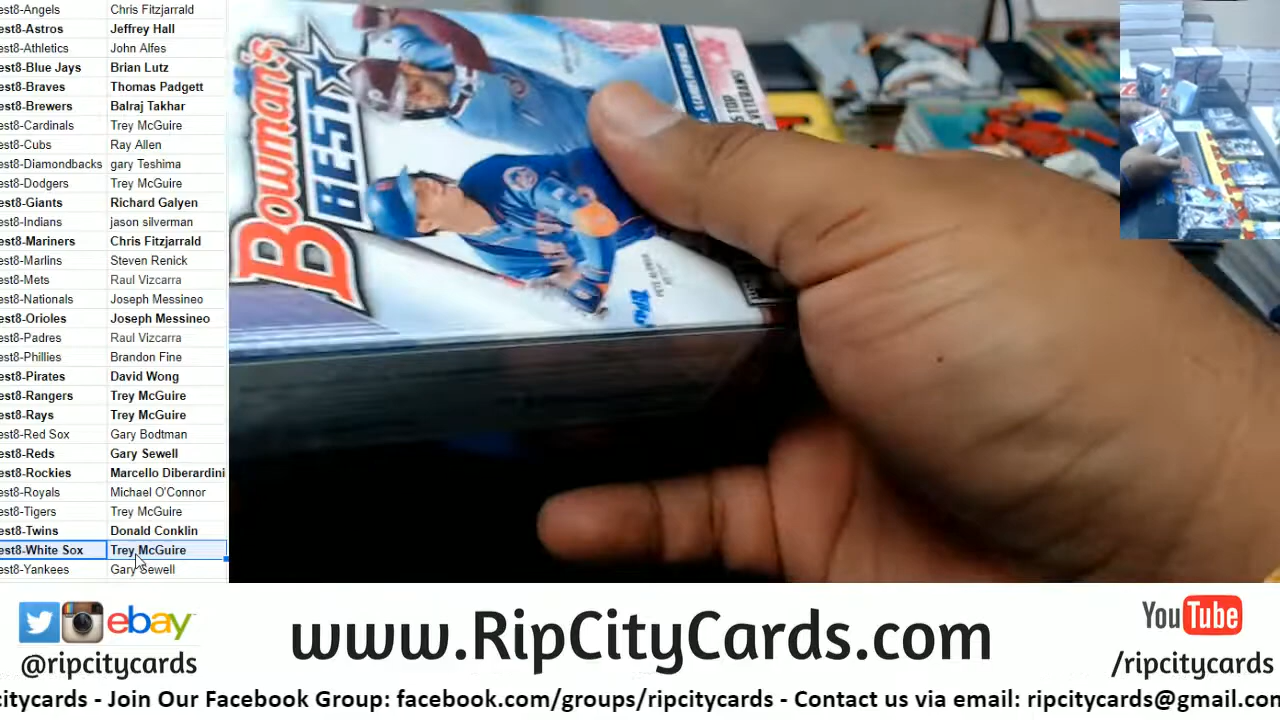 est8-Angels Chris Fitzjarrald
est8-Astros Jeffrey Hall
est8-Athletics John Alfes
est8-Blue Jays Brian Lutz
est8-Braves Thomas Padgett
est8-Brewers Balraj Takhar
est8-Cardinals Trey McGuire
est8-Cubs Ray Allen
est8-Diamondbacks gary Teshima
est8-Dodgers Trey McGuire
est8-Giants Richard Galyen
est8-Indians jason silverman
est8-Mariners Chris Fitzjarrald
est8-Marlins Steven Renick
est8-Mets Raul Vizcarra
est8-Nationals Joseph Messineo
est8-Orioles Joseph Messineo
est8-Padres Raul Vizcarra
est8-Phillies Brandon Fine
est8-Pirates David Wong
est8-Rangers Trey McGuire
est8-Rays Trey McGuire
est8-Red Sox Gary Bodtman
est8-Reds Gary Sewell
est8-Rockies Marcello Diberardini
est8-Royals Michael O'Connor
est8-Tigers Trey McGuire
est8-Twins Donald Conklin
est8-White Sox Trey McGuire
est8-Yankees Gary Sewell
Bowman's
BEST
PETE ALONSO
VETERANS
ebay
@ripcitycards
www.RipCityCards.com
YouTube
/ripcitycards
citycards - Join Our Facebook Group: facebook.com/groups/ripcitycards - Contact us via email: ripcitycards@gmail.com